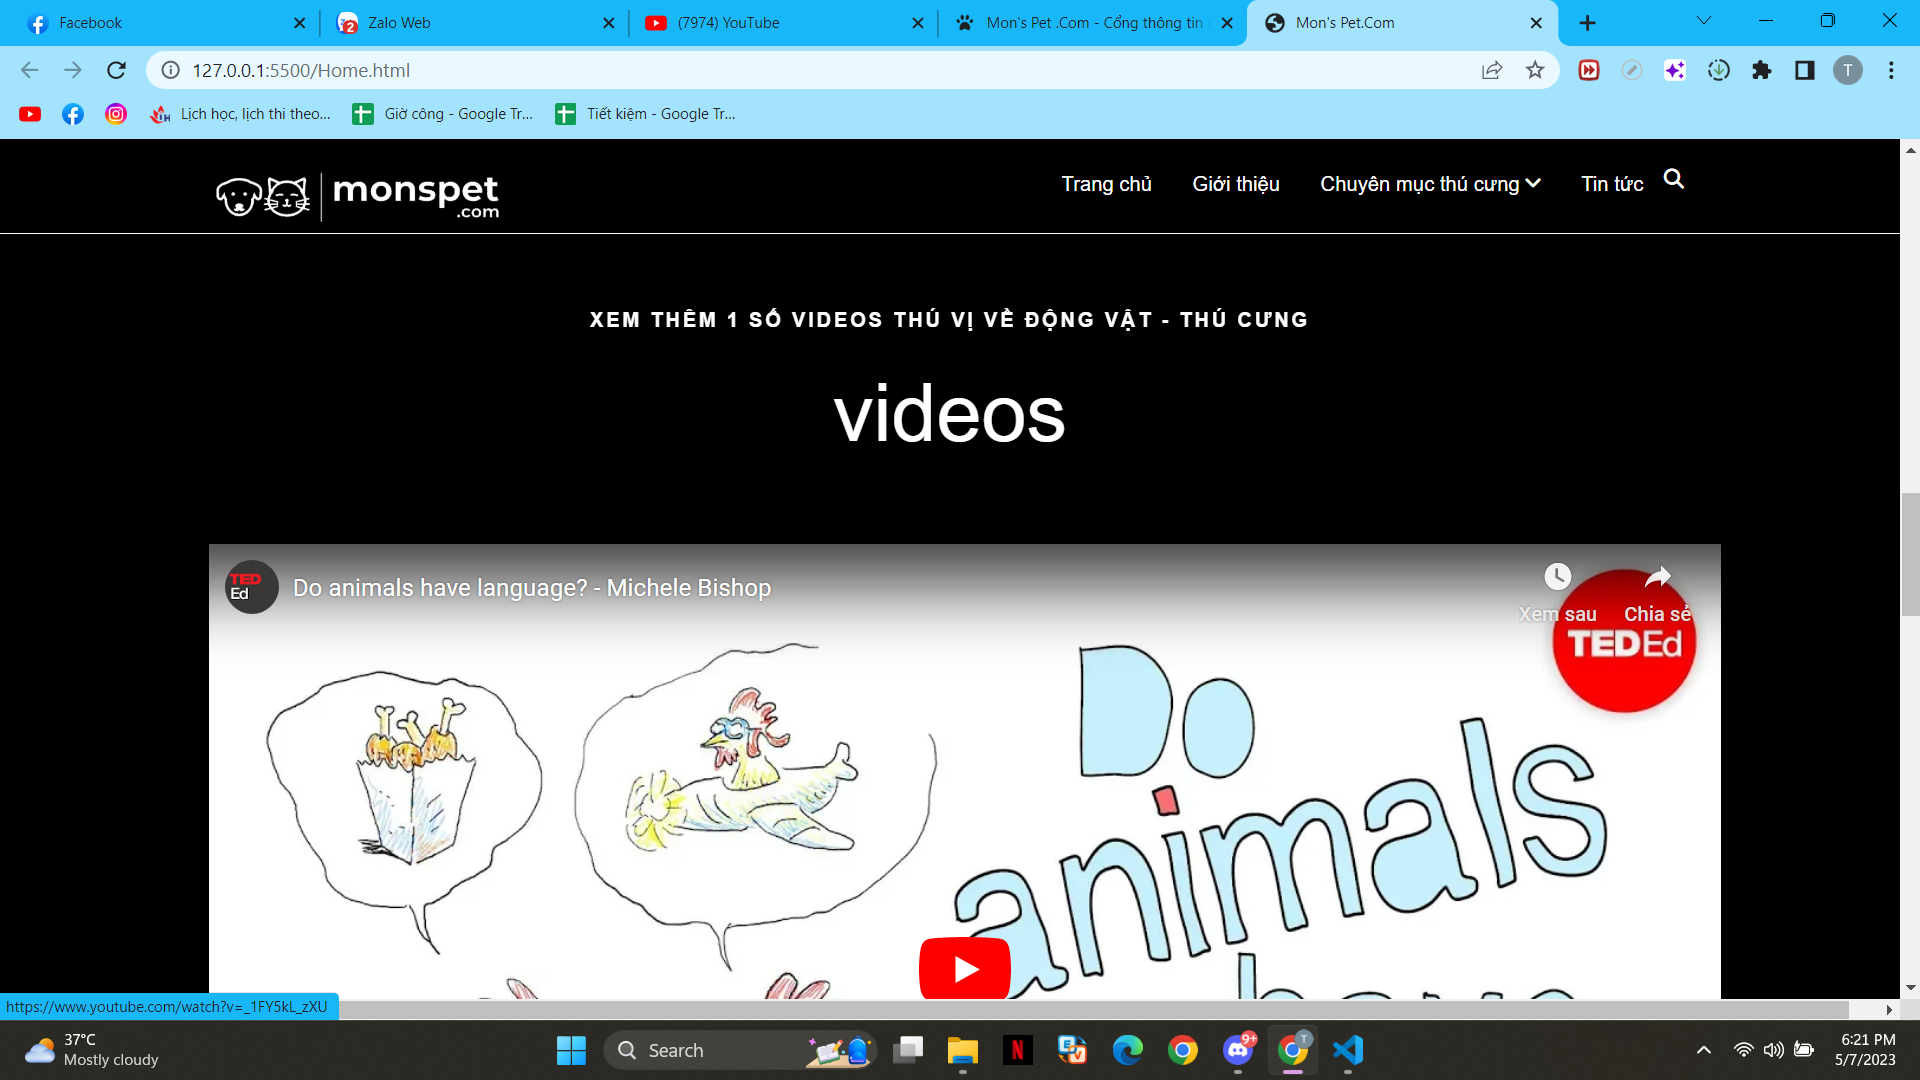 Facebook
Zalo Web
(7974) YouTube
Mon's Pet .Com - Cổng thông tin
Mon's Pet.Com
127.0.0.1:5500/Home.html
T
Lịch học, lịch thi theo...
Giờ công - Google Tr...
Tiết kiệm - Google Tr...
monspet
.com
Trang chủ
Giới thiệu
Chuyên mục thú cưng
Tin tức
XEM THÊM 1 SỐ VIDEOS THÚ VỊ VỀ ĐỘNG VẬT - THÚ CƯNG
videos
TED
Ed
Do animals have language? - Michele Bishop
Xem sau
Chia sẻ
TEDEd
Do
animals
have
https://www.youtube.com/watch?v=_1FY5kL_zXU
37°C
Mostly cloudy
Search
9+
T
6:21 PM
5/7/2023